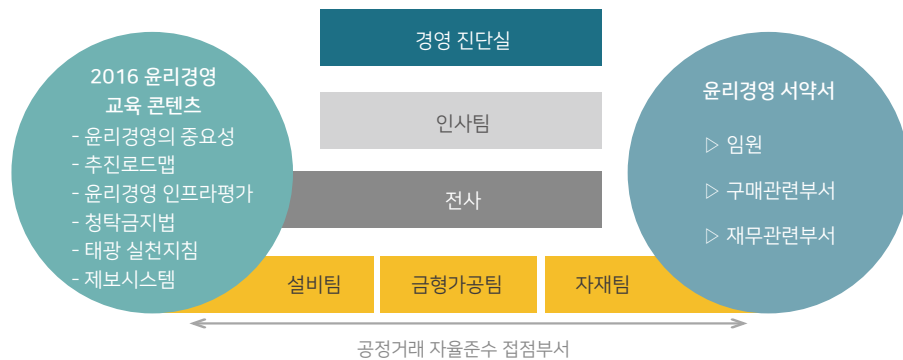 경영 진단실
2016 윤리경영
교육 콘텐츠
- 윤리경영의 중요성
- 추진로드맵
- 윤리경영 인프라평가
- 청탁금지법
- 태광 실천지침
- 제보시스템
인사팀
전사
설비팀
금형가공팀
자재팀
윤리경영 서약서
▷ 임원
▷ 구매관련부서
▷ 재무관련부서
공정거래 자율준수 접점부서